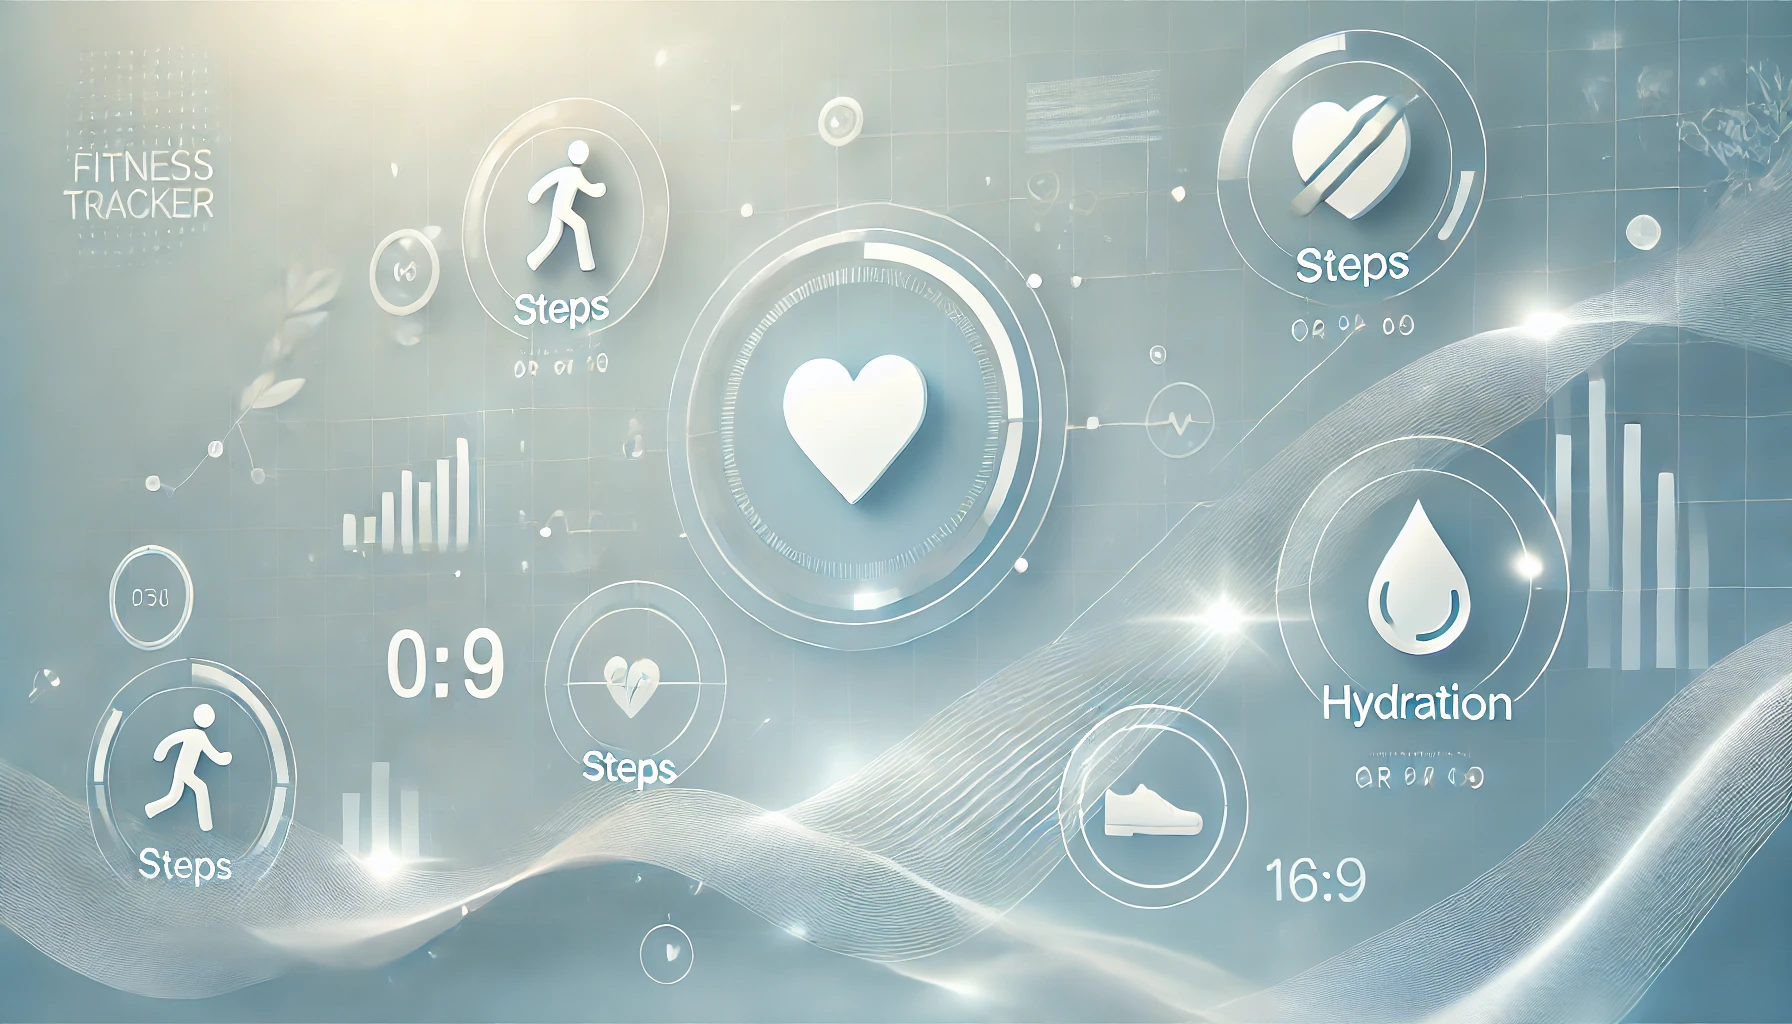 FITNESS
TRACKER
Steps
Steps
Hydration
0:9
Steps
Steps
16:9